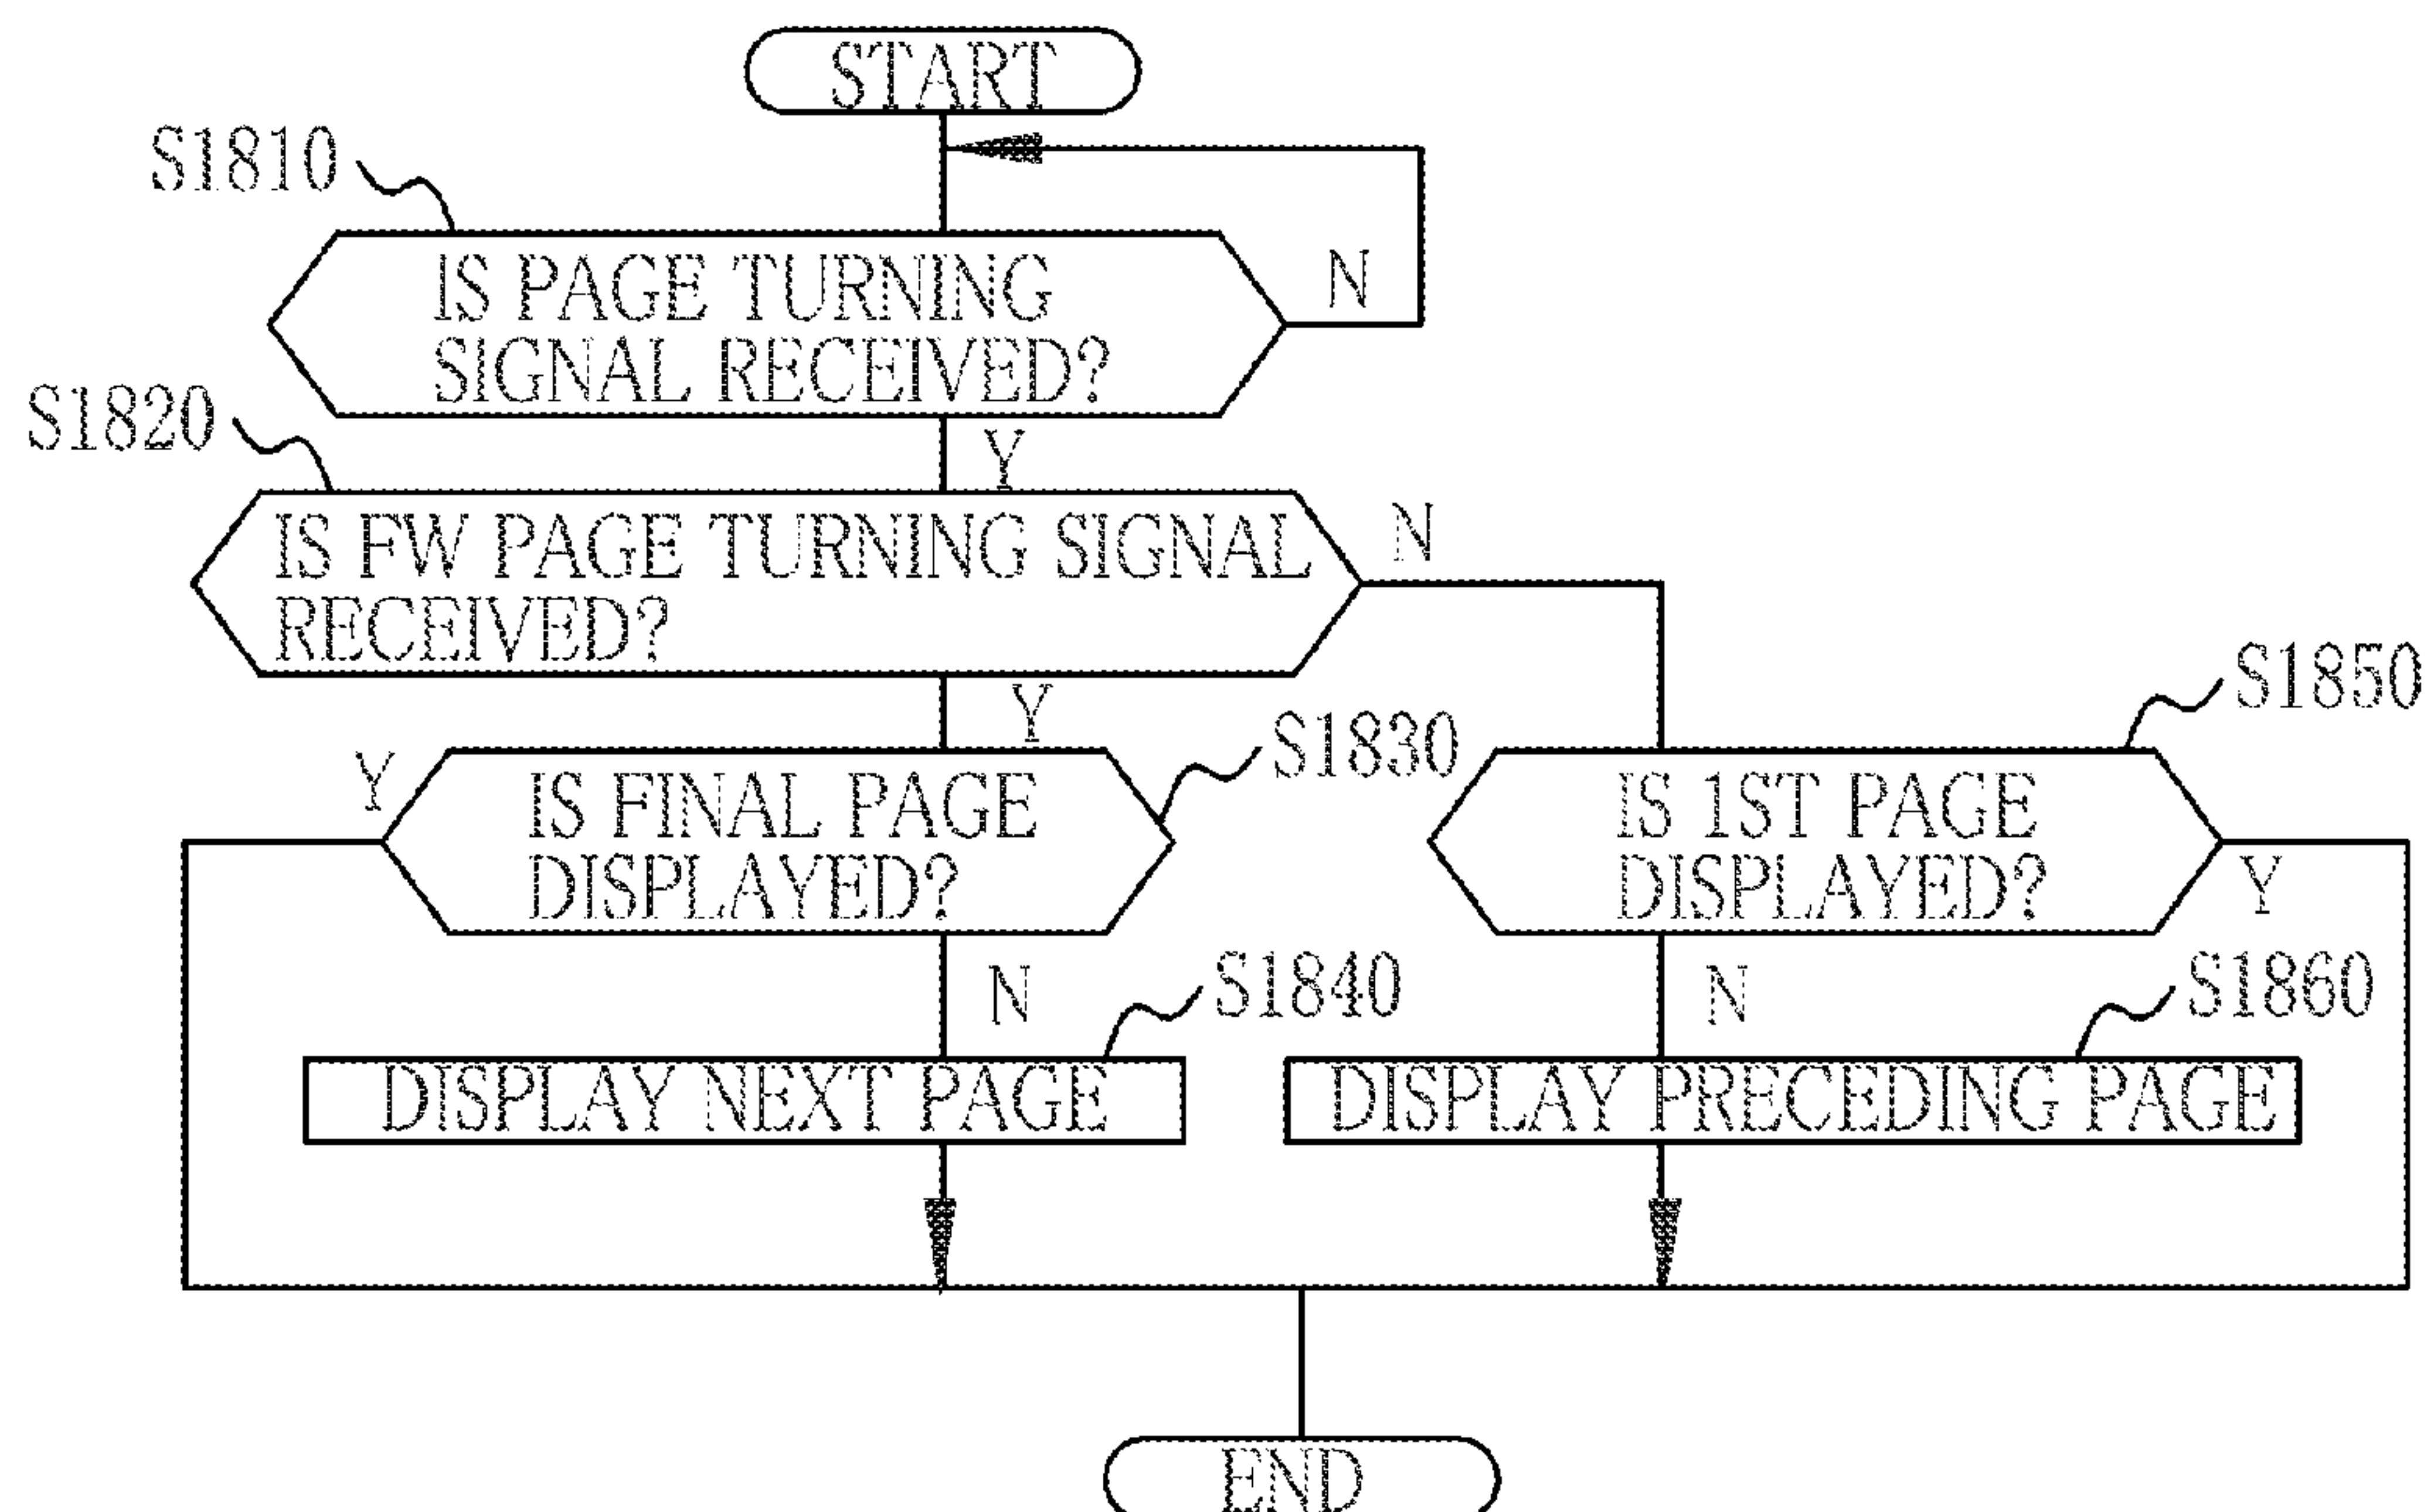 START
S1810
IS PAGE TURNING
SIGNAL RECEIVED?
N
S1820
Y
IS FW PAGE TURNING SIGNAL
RECEIVED?
N
Y
S1830
S1850
Y
IS FINAL PAGE
DISPLAYED?
IS 1ST PAGE
DISPLAYED?
Y
N
S1840
N
S1860
DISPLAY NEXT PAGE
DISPLAY PRECEDING PAGE
END